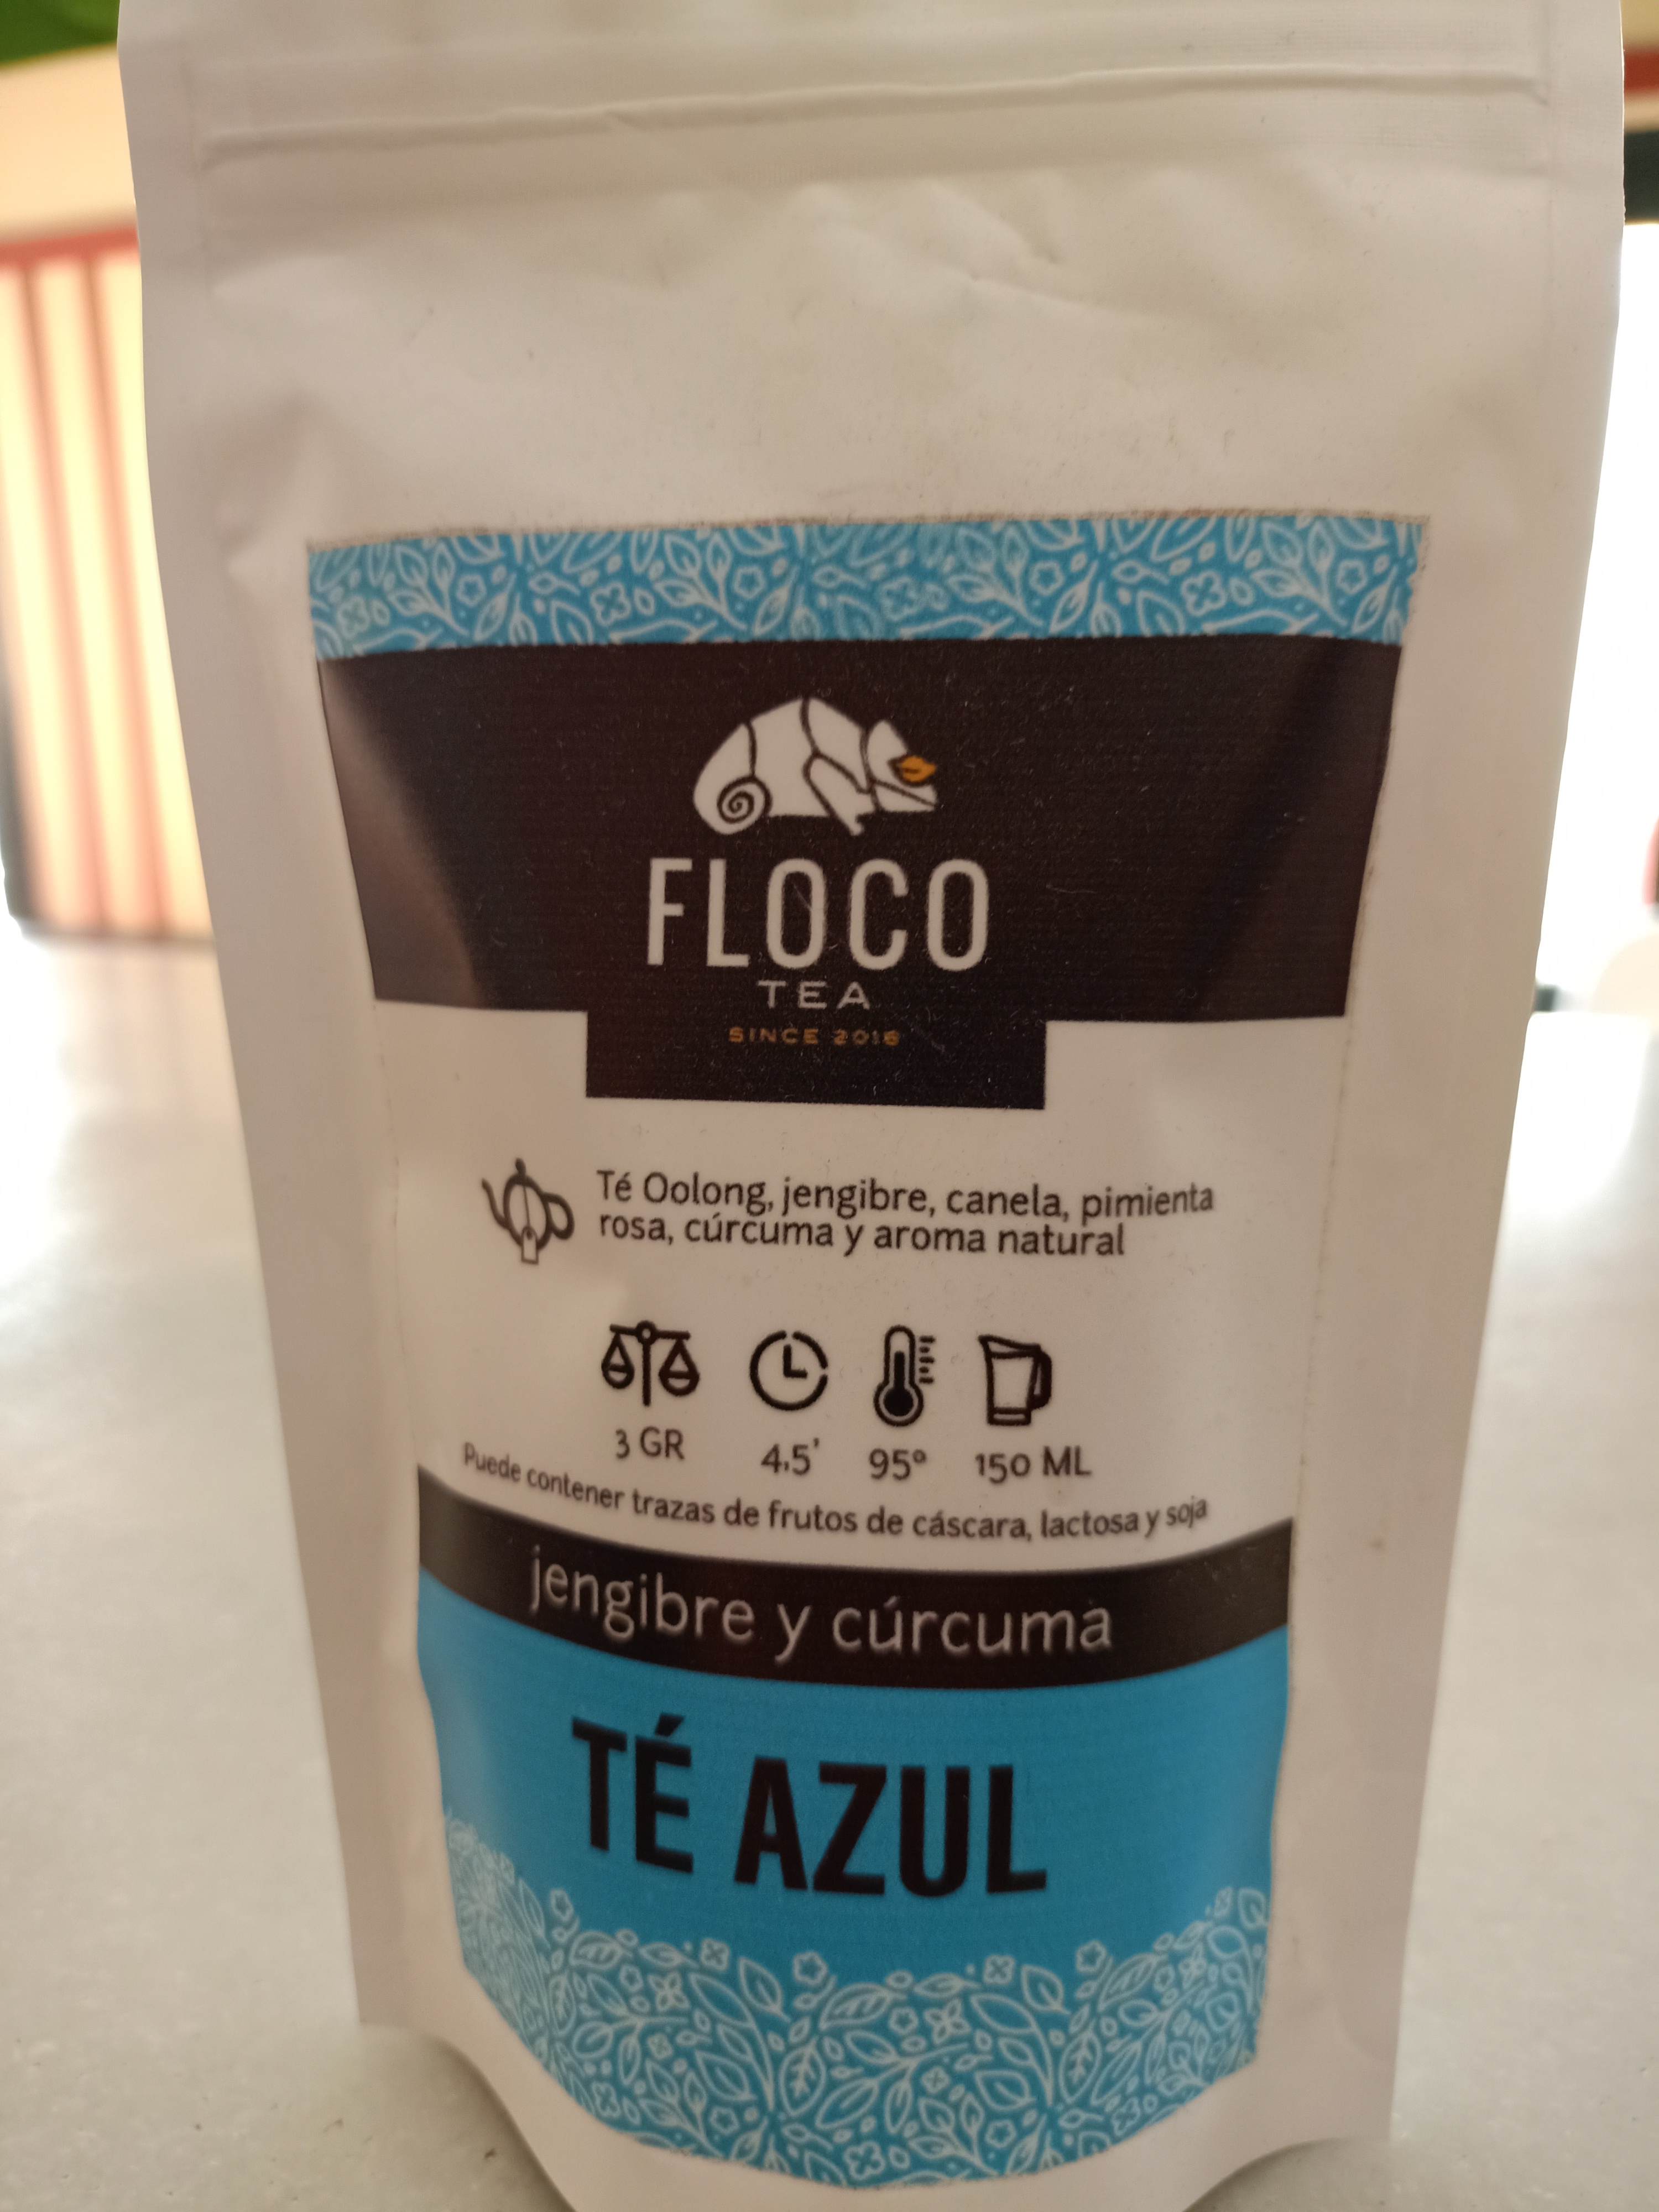 FLOCO
TEA
SINCE 2016
Té Oolong, jengibre, canela, pimienta
rosa, cúrcuma y aroma natural
3 GR
4,5'
95º
150 ML
Puede contener trazas de frutos de cáscara, lactosa y soja
jengibre y cúrcuma
TÉ AZUL